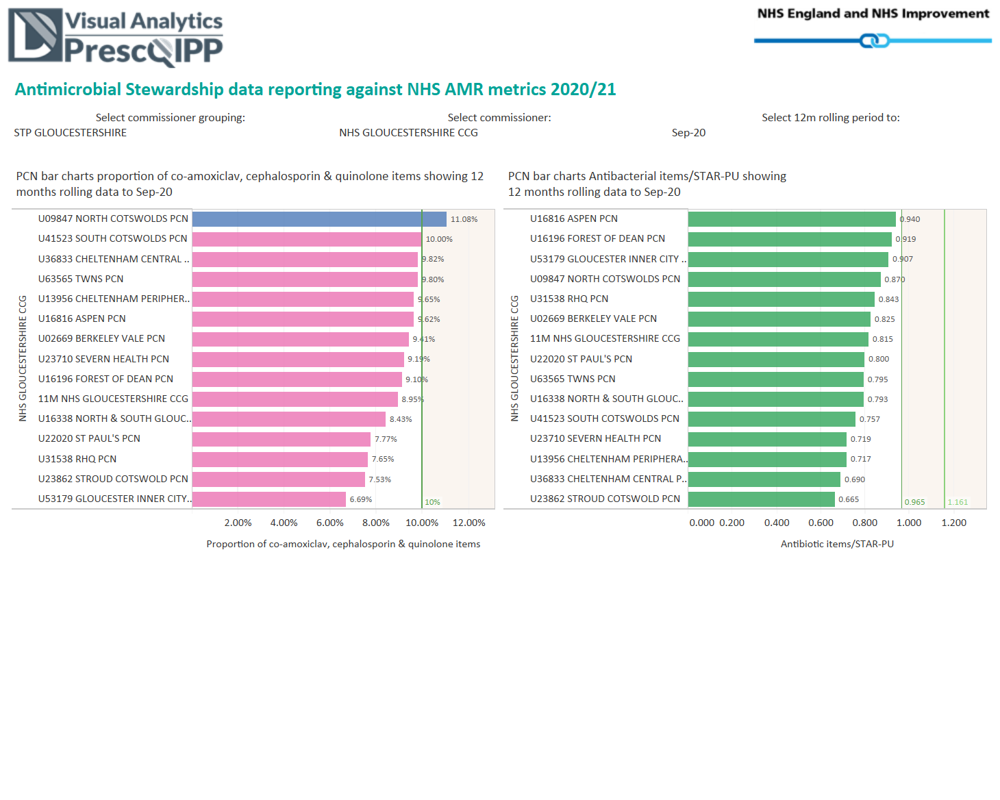 Visual Analytics
PrescQIPP
NHS England and NHS Improvement
Antimicrobial Stewardship data reporting against NHS AMR metrics 2020/21
Select commissioner grouping:
Select commissioner:
Select 12m rolling period to:
STP GLOUCESTERSHIRE
NHS GLOUCESTERSHIRE CCG
Sep-20
PCN bar charts proportion of co-amoxiclav, cephalosporin & quinolone items showing 12
months rolling data to Sep-20
NHS GLOUCESTERSHIRE CCG
U09847 NORTH COTSWOLDS PCN 11.08%
U41523 SOUTH COTSWOLDS PCN 10.00%
U36833 CHELTENHAM CENTRAL .. 9.82%
U63565 TWNS PCN 9.80%
U13956 CHELTENHAM PERIPHER.. 9.65%
U16816 ASPEN PCN 9.62%
U02669 BERKELEY VALE PCN 9.41%
U23710 SEVERN HEALTH PCN 9.19%
U16196 FOREST OF DEAN PCN 9.10%
11M NHS GLOUCESTERSHIRE CCG 8.95%
U16338 NORTH & SOUTH GLOUC.. 8.43%
U22020 ST PAUL'S PCN 7.77%
U31538 RHQ PCN 7.65%
U23862 STROUD COTSWOLD PCN 7.53%
U53179 GLOUCESTER INNER CITY.. 6.69%
10%
2.00% 4.00% 6.00% 8.00% 10.00% 12.00%
Proportion of co-amoxiclav, cephalosporin & quinolone items
PCN bar charts Antibacterial items/STAR-PU showing
12 months rolling data to Sep-20
NHS GLOUCESTERSHIRE CCG
U16816 ASPEN PCN 0.940
U16196 FOREST OF DEAN PCN 0.919
U53179 GLOUCESTER INNER CITY .. 0.907
U09847 NORTH COTSWOLDS PCN 0.870
U31538 RHQ PCN 0.843
U02669 BERKELEY VALE PCN 0.825
11M NHS GLOUCESTERSHIRE CCG 0.815
U22020 ST PAUL'S PCN 0.800
U63565 TWNS PCN 0.795
U16338 NORTH & SOUTH GLOUC.. 0.793
U41523 SOUTH COTSWOLDS PCN 0.757
U23710 SEVERN HEALTH PCN 0.719
U13956 CHELTENHAM PERIPHERA.. 0.717
U36833 CHELTENHAM CENTRAL P.. 0.690
U23862 STROUD COTSWOLD PCN 0.665
0.965 1.161
0.000 0.200 0.400 0.600 0.800 1.000 1.200
Antibiotic items/STAR-PU